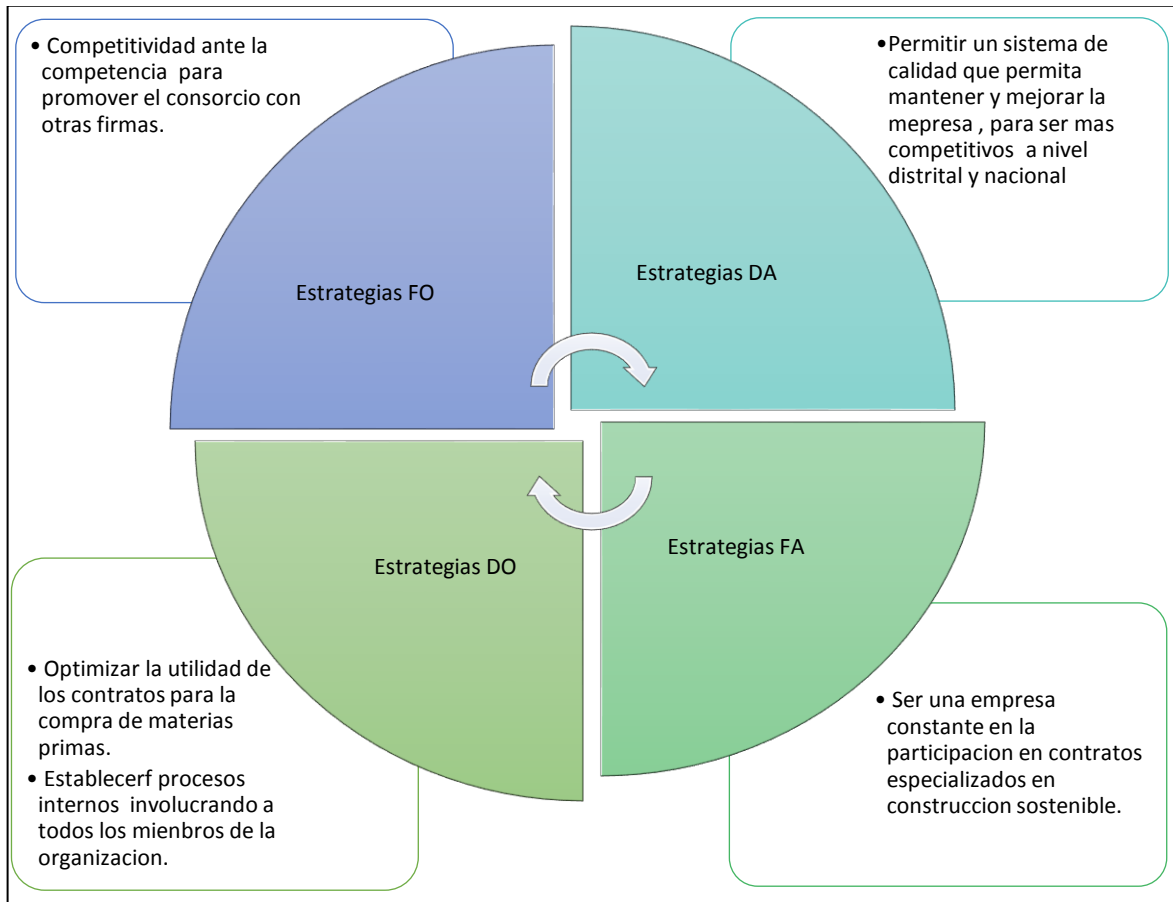 • Competitividad ante la
competencia para
promover el consorcio con
otras firmas.
•Permitir un sistema de
calidad que permita
mantener y mejorar la
mepresa , para ser mas
competitivos a nivel
distrital y nacional
Estrategias FO
Estrategias DA
Estrategias DO
Estrategias FA
• Optimizar la utilidad de
los contratos para la
compra de materias
primas.
• Establecerf procesos
internos involucrando a
todos los mienbros de la
organizacion.
• Ser una empresa
constante en la
participacion en contratos
especializados en
construccion sostenible.